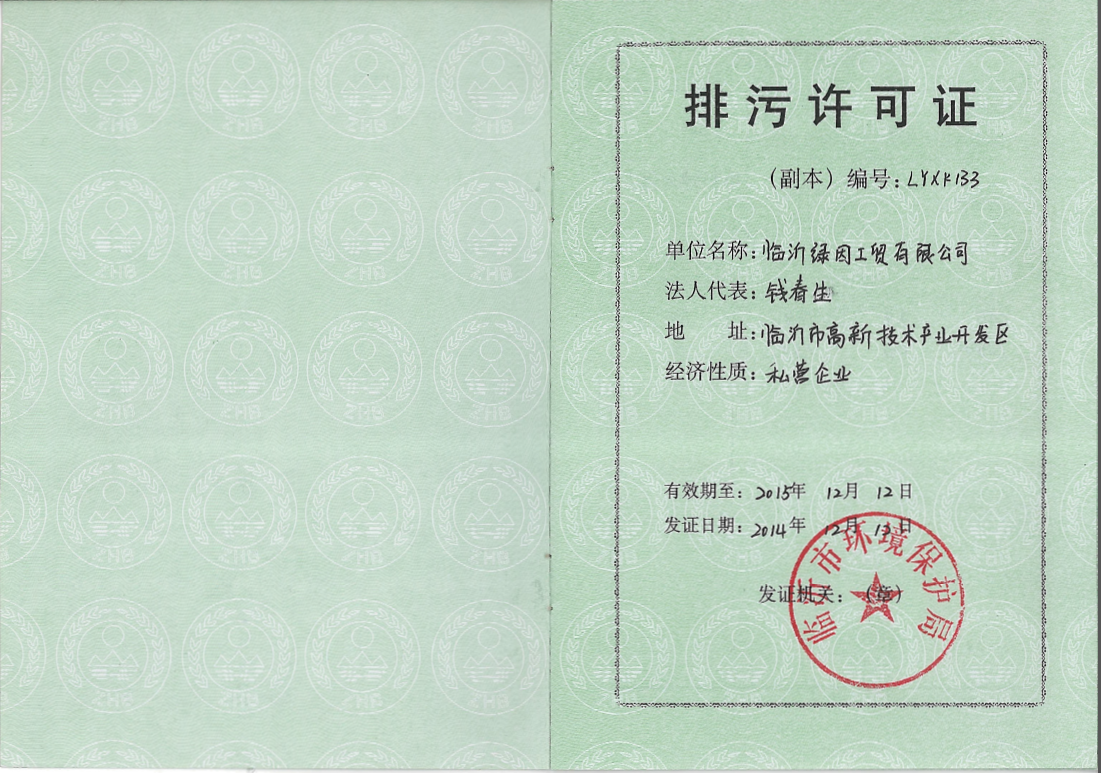 排污许可证
(副本) 编号: LYXK133
单位名称: 临沂绿因工贸有限公司
法人代表: 钱春生
地 址: 临沂市高新技术产业开发区
经济性质: 私营企业
有效期至: 2015年 12月 12日
发证日期: 2014年 12月 13日
发证机关: (章)
临沂市环境保护局
ZHB